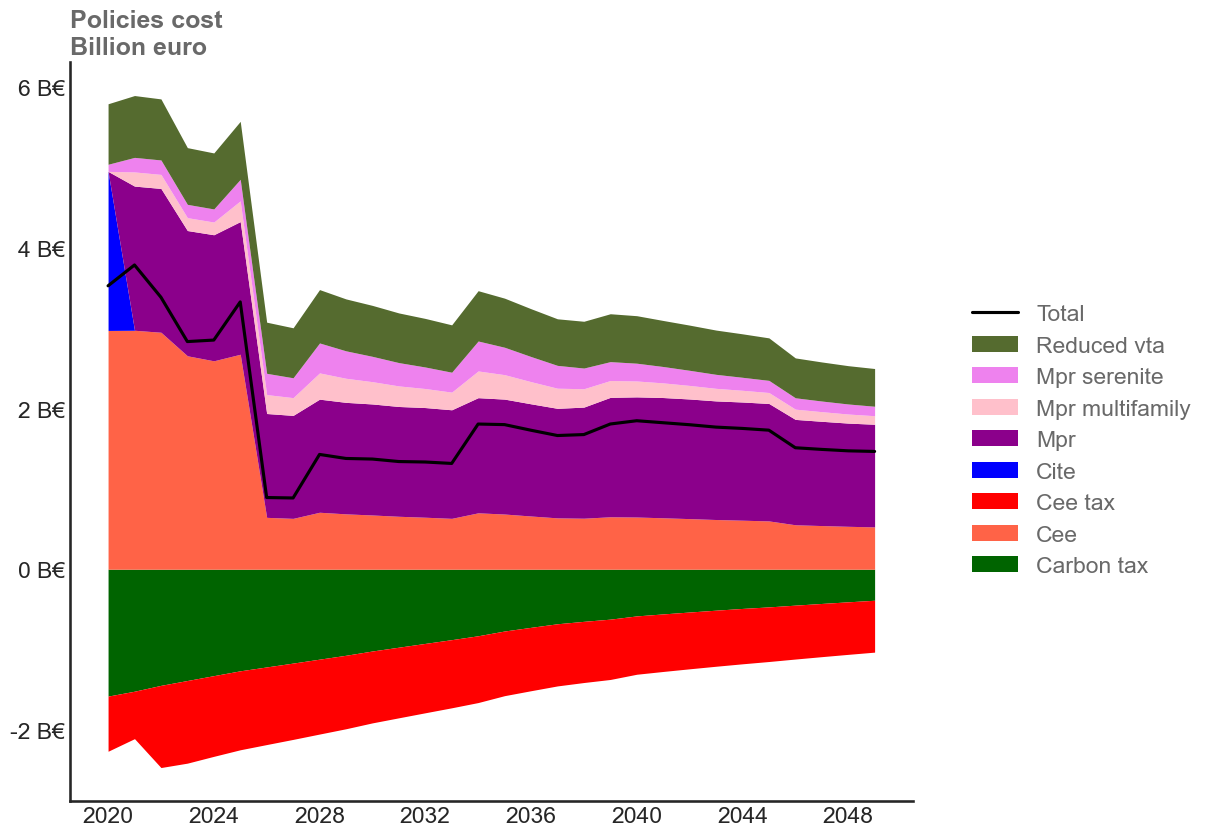 Policies cost
Billion euro
6 B€
4 B€
2 B€
0 B€
-2 B€
2020 2024 2028 2032 2036 2040 2044 2048
Total
Reduced vta
Mpr serenite
Mpr multifamily
Mpr
Cite
Cee tax
Cee
Carbon tax